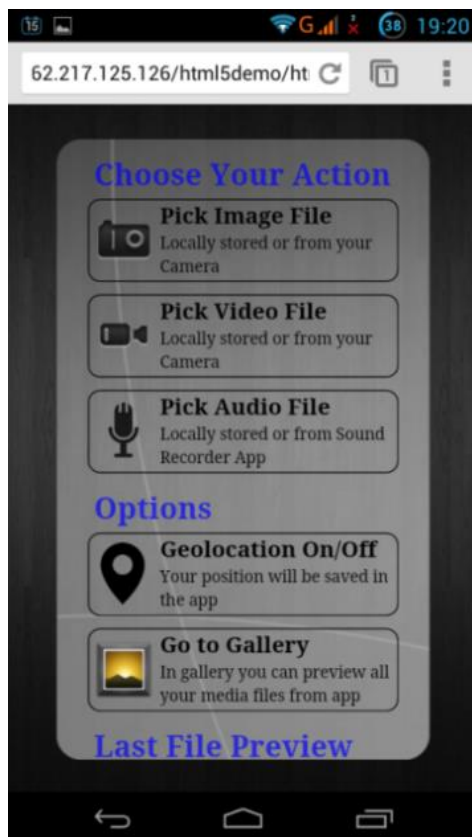 15 G 38 19:20
62.217.125.126/html5demo/ht 1
Choose Your Action
Pick Image File
Locally stored or from your
Camera
Pick Video File
Locally stored or from your
Camera
Pick Audio File
Locally stored or from Sound
Recorder App
Options
Geolocation On/Off
Your position will be saved in
the app
Go to Gallery
In gallery you can preview all
your media files from app
Last File Preview